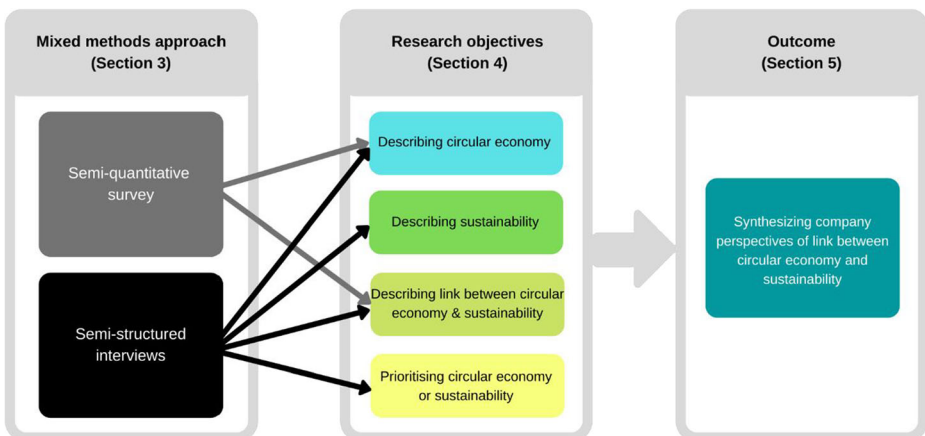 Mixed methods approach
(Section 3)
Semi-quantitative
survey
Semi-structured
interviews
Research objectives
(Section 4)
Describing circular economy
Describing sustainability
Describing link between circular
economy & sustainability
Prioritising circular economy
or sustainability
Outcome
(Section 5)
Synthesizing company
perspectives of link between
circular economy and
sustainability